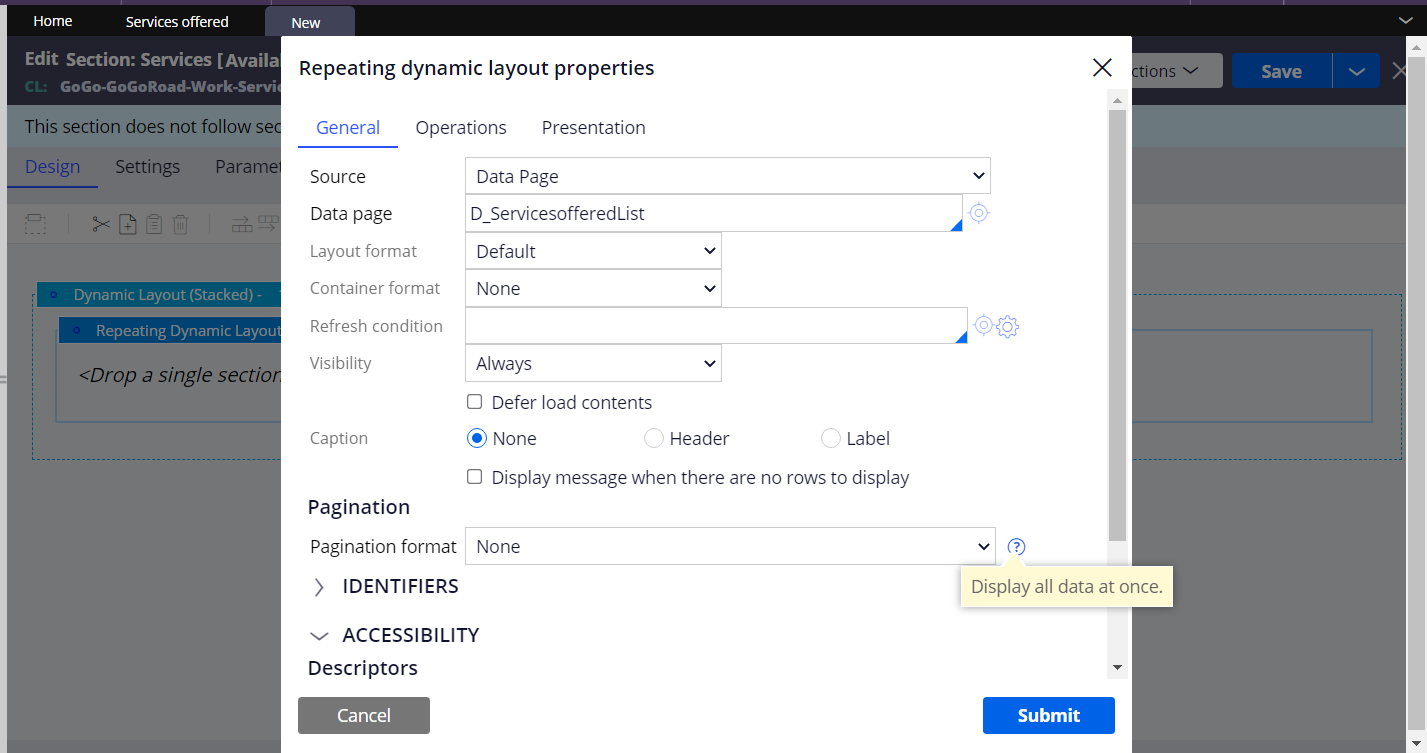 Home Services offered New
Edit Section: Services [Availa
CL: GoGo-GoGoRoad-Work-Servic
ctions Save
This section does not follow sec
Design Settings Paramet
Dynamic Layout (Stacked) -
Repeating Dynamic Layout
<Drop a single section
Repeating dynamic layout properties
General Operations Presentation
Source Data Page
Data page D_ServicesofferedList
Layout format Default
Container format None
Refresh condition
Visibility Always
Defer load contents
Caption None Header Label
Display message when there are no rows to display
Pagination
Pagination format None ?
Display all data at once.
IDENTIFIERS
ACCESSIBILITY
Descriptors
Cancel Submit